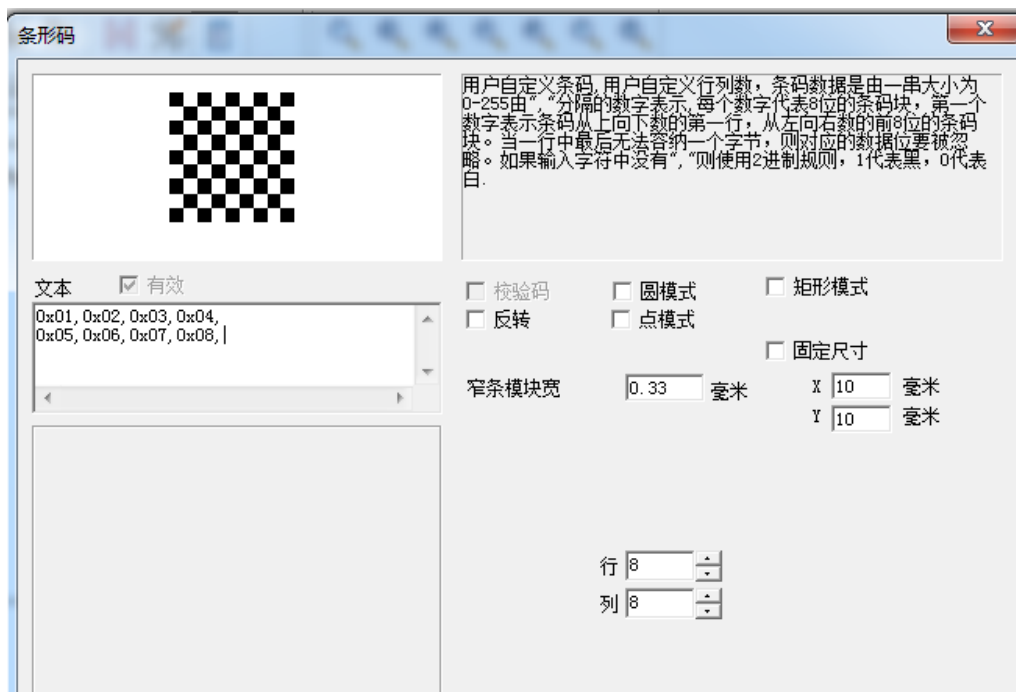 条形码
用户自定义条码,用户自定义行列数，条码数据是由一串大小为
0-255由“,“分隔的数字表示,每个数字代表8位的条码块，第一个
数字表示条码从上向下数的第一行，从左向右数的前8位的条码
块。当一行中最后无法容纳一个字节，则对应的数据位要被忽
略。如果输入字符中没有“,“则使用2进制规则，1代表黑，0代表
白.
文本
有效
0x01,0x02,0x03,0x04,
0x05,0x06,0x07,0x08,
校验码
圆模式
矩形模式
反转
点模式
固定尺寸
窄条模块宽 0.33 毫米
X 10 毫米
Y 10 毫米
行 8
列 8